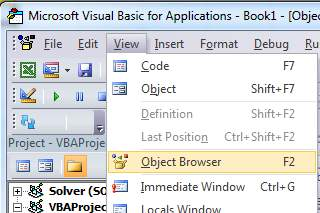 Microsoft Visual Basic for Applications - Book1 - [Objec
File Edit View Insert Format Debug Ru
Code F7
Object Shift+F7
Definition Shift+F2
Last Position Ctrl+Shift+F2
Project - VBAProje
Object Browser F2
Immediate Window Ctrl+G
Solver (SO
Locals Window
VBAProject